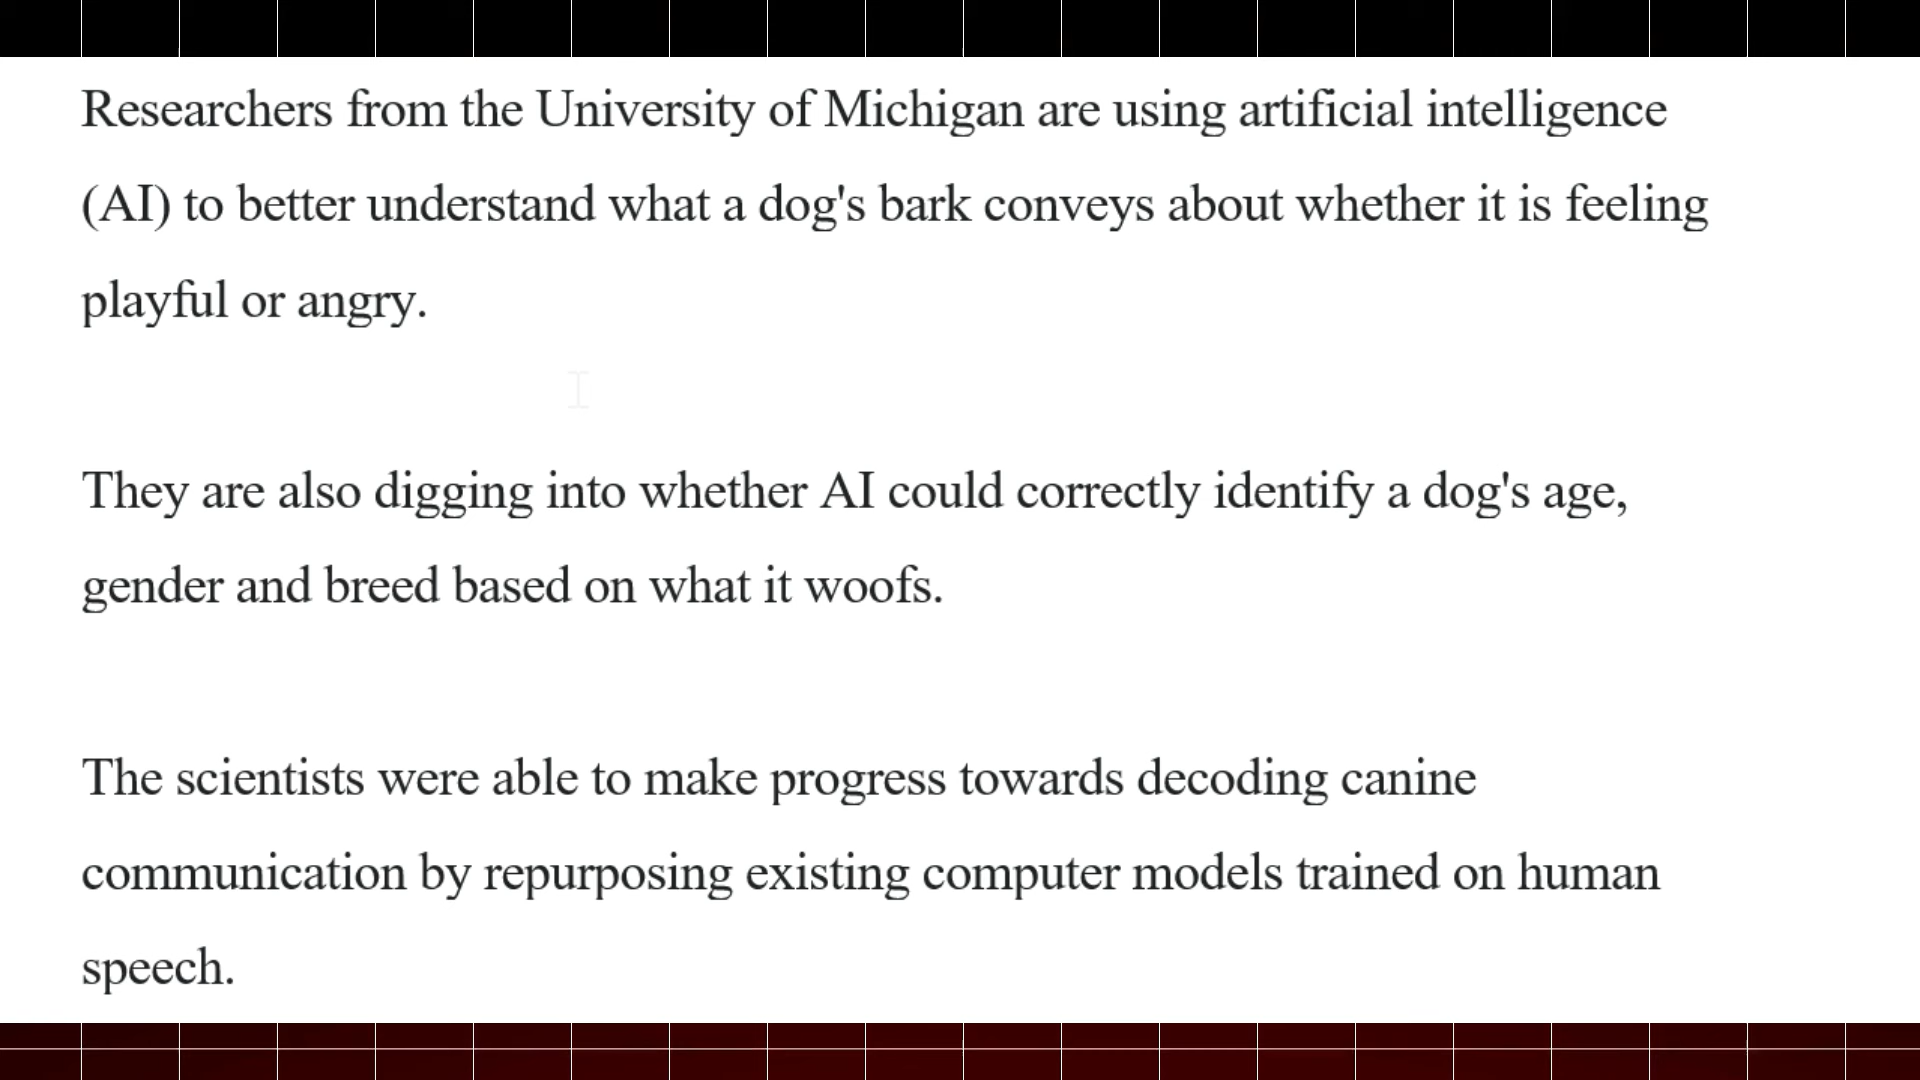 Researchers from the University of Michigan are using artificial intelligence
(AI) to better understand what a dog's bark conveys about whether it is feeling
playful or angry.
They are also digging into whether AI could correctly identify a dog's age,
gender and breed based on what it woofs.
The scientists were able to make progress towards decoding canine
communication by repurposing existing computer models trained on human
speech.